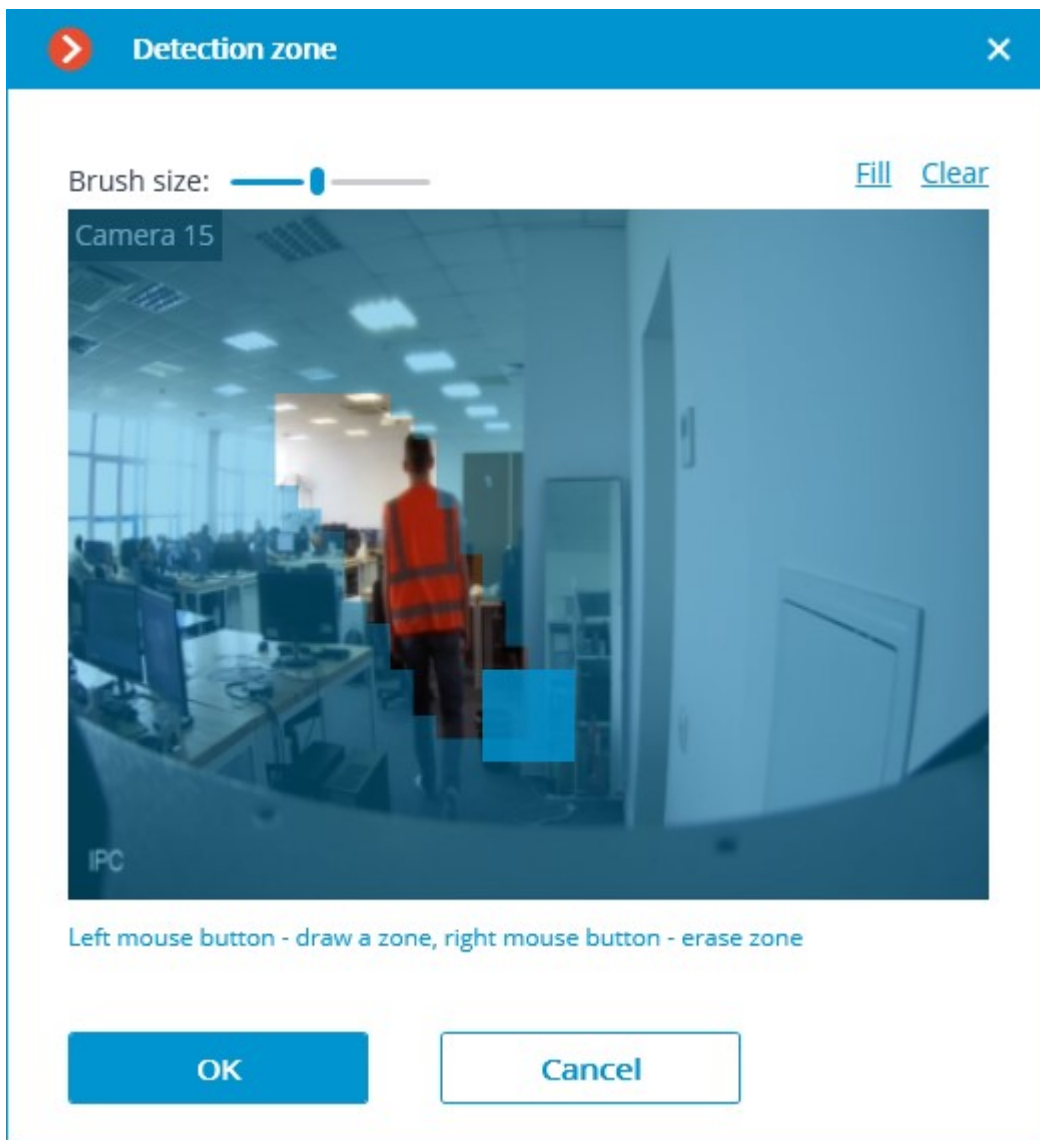 Detection zone
Brush size:
Fill Clear
Camera 15
IPC
Left mouse button - draw a zone, right mouse button - erase zone
OK
Cancel